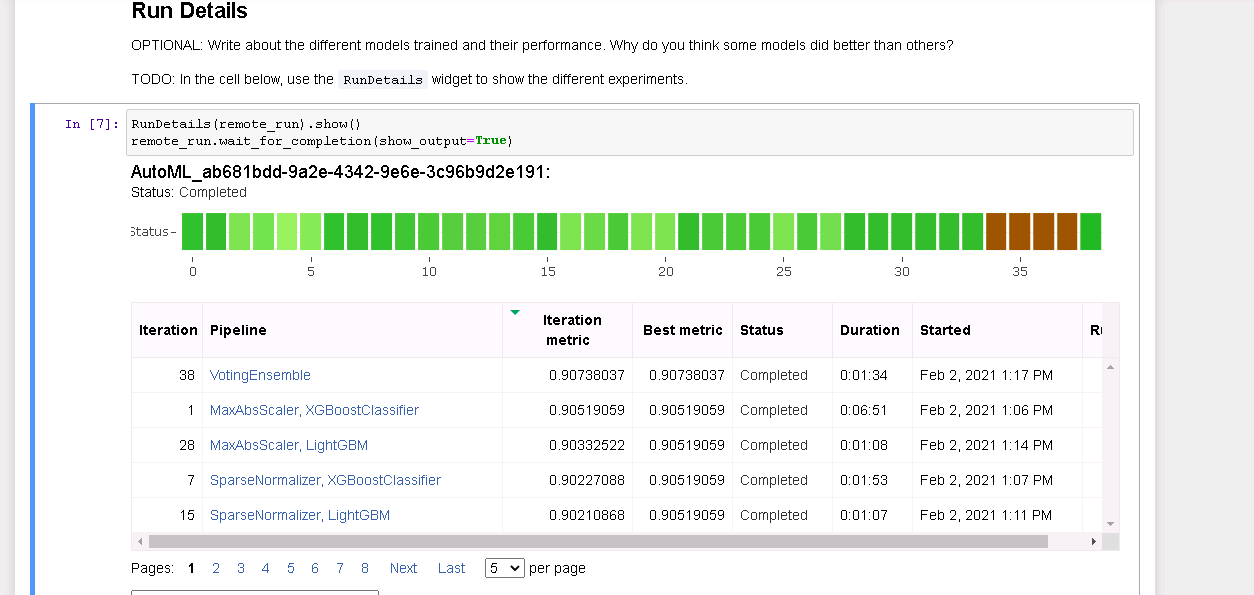 Run Details
OPTIONAL: Write about the different models trained and their performance. Why do you think some models did better than others?
TODO: In the cell below, use the RunDetails widget to show the different experiments.
In [7]: RunDetails(remote_run).show()
remote_run.wait_for_completion(show_output=True)
AutoML_ab681bdd-9a2e-4342-9e6e-3c96b9d2e191:
Status: Completed
Status
0 5 10 15 20 25 30 35
Iteration Pipeline Iteration metric Best metric Status Duration Started
38 VotingEnsemble 0.90738037 0.90738037 Completed 0:01:34 Feb 2, 2021 1:17 PM
1 MaxAbsScaler, XGBoostClassifier 0.90519059 0.90519059 Completed 0:06:51 Feb 2, 2021 1:06 PM
28 MaxAbsScaler, LightGBM 0.90332522 0.90519059 Completed 0:01:08 Feb 2, 2021 1:14 PM
7 SparseNormalizer, XGBoostClassifier 0.90227088 0.90519059 Completed 0:01:53 Feb 2, 2021 1:07 PM
15 SparseNormalizer, LightGBM 0.90210868 0.90519059 Completed 0:01:07 Feb 2, 2021 1:11 PM
Pages: 1 2 3 4 5 6 7 8 Next Last 5 per page